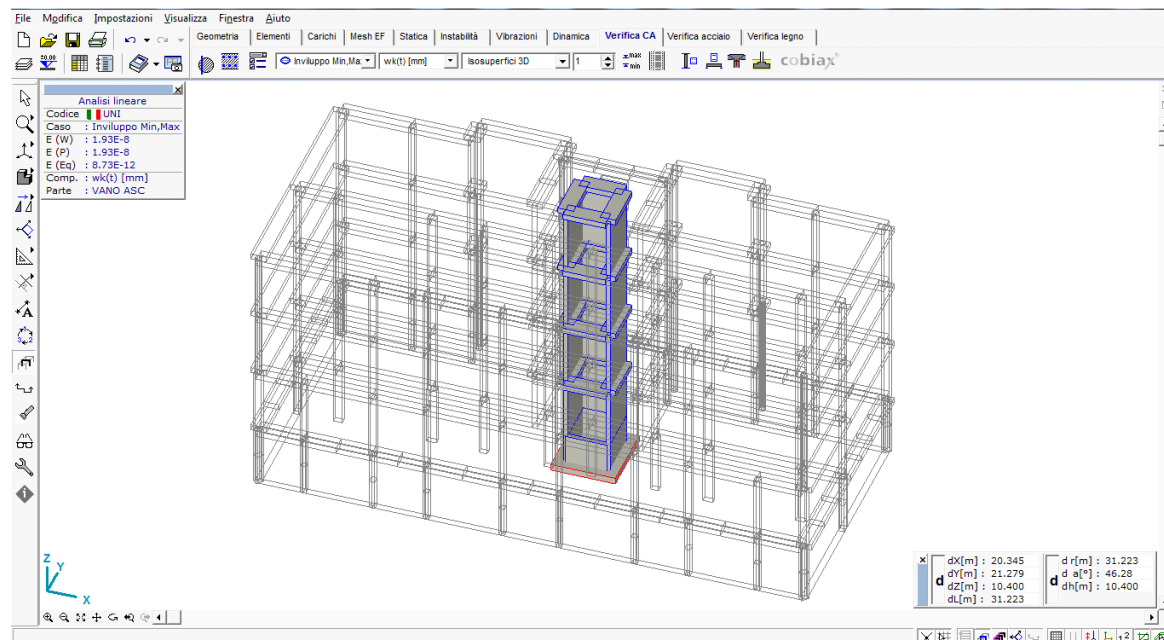 File Modifica Impostazioni Visualizza Finestra Aiuto
Geometria Elementi Carichi Mesh EF Statica Instabilità Vibrazioni Dinamica Verifica CA Verifica acciaio Verifica legno
Inviluppo Min,Ma: wk(t) [mm] Isosuperfici 3D 1 max min cobiax
Analisi lineare
Codice UNI
Caso : Inviluppo Min,Max
E (W) : 1.93E-8
E (P) : 1.93E-8
E (Eq) : 8.73E-12
Comp. : wk(t) [mm]
Parte : VANO ASC
Z
Y
X
d dX[m] : 20.345
dY[m] : 21.279
dZ[m] : 10.400
dL[m] : 31.223
d d r[m] : 31.223
d a[°] : 46.28
dh[m] : 10.400